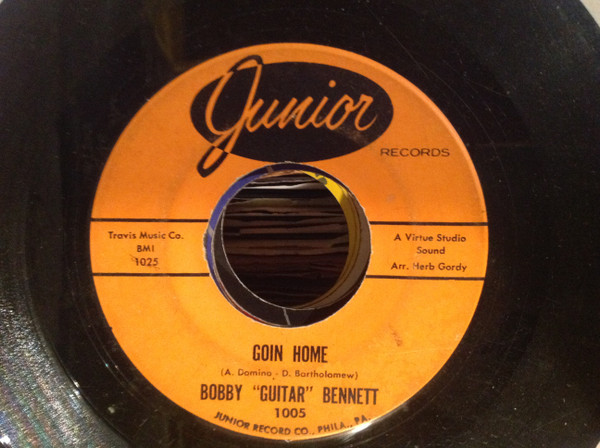 Junior
RECORDS
Travis Music Co.
BMI
1025
A Virtue Studio
Sound
Arr. Herb Gordy
GOIN HOME
(A. Domino - D. Bartholomew)
BOBBY "GUITAR" BENNETT
1005
JUNIOR RECORD CO., PHILA., PA.